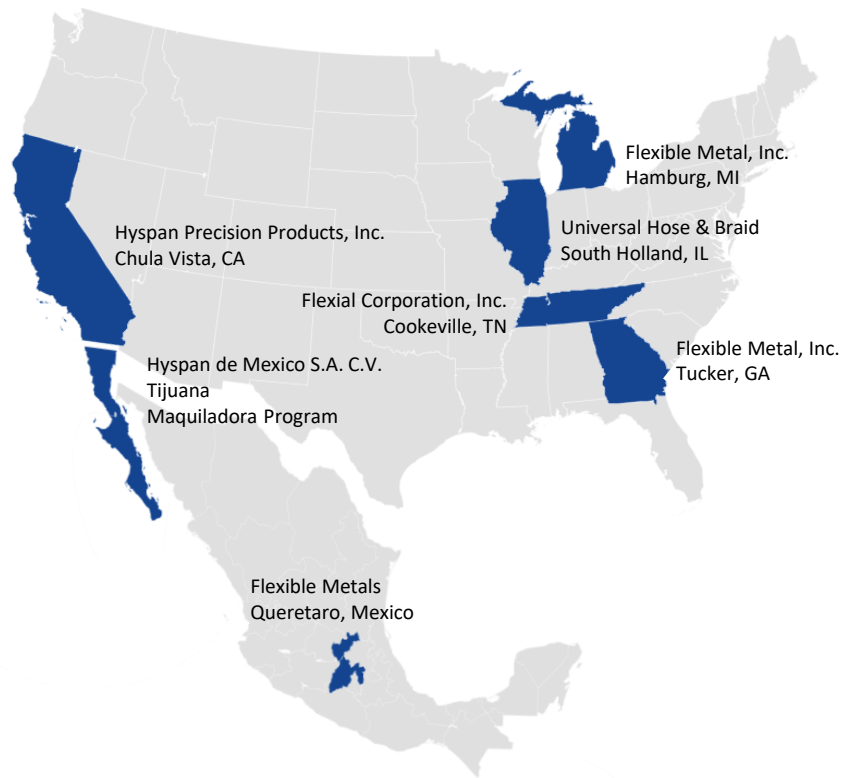 Flexible Metal, Inc.
Hamburg, MI
Hyspan Precision Products, Inc.
Chula Vista, CA
Universal Hose & Braid
South Holland, IL
Flexial Corporation, Inc.
Cookeville, TN
Flexible Metal, Inc.
Tucker, GA
Hyspan de Mexico S.A. C.V.
Tijuana
Maquiladora Program
Flexible Metals
Queretaro, Mexico